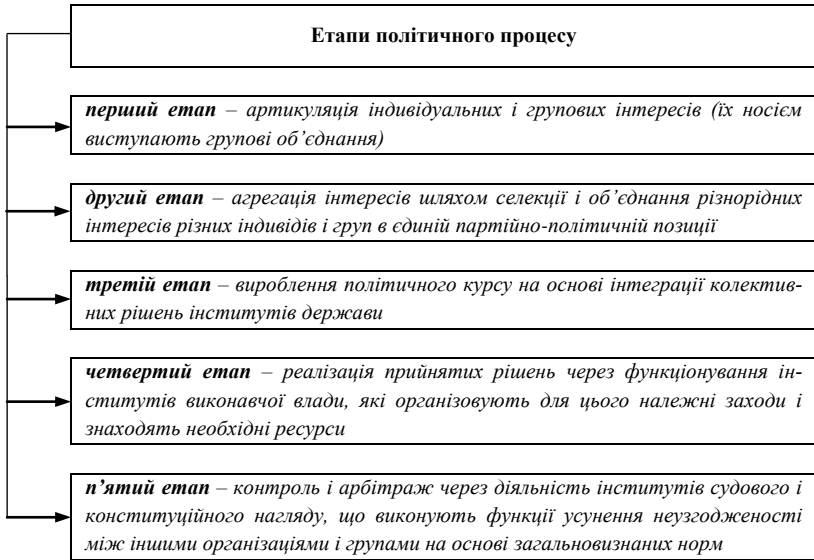 Етапи політичного процесу
перший етап – артикуляція індивідуальних і групових інтересів (їх носієм
виступають групові об’єднання)
другий етап – агрегація інтересів шляхом селекції і об’єднання різнорідних
інтересів різних індивідів і груп в єдиній партійно-політичній позиції
третій етап – вироблення політичного курсу на основі інтеграції колектив-
них рішень інститутів держави
четвертий етап – реалізація прийнятих рішень через функціонування ін-
ститутів виконавчої влади, які організовують для цього належні заходи і
знаходять необхідні ресурси
п’ятий етап – контроль і арбітраж через діяльність інститутів судового і
конституційного нагляду, що виконують функції усунення неузгодженості
між іншими організаціями і групами на основі загальновизнаних норм